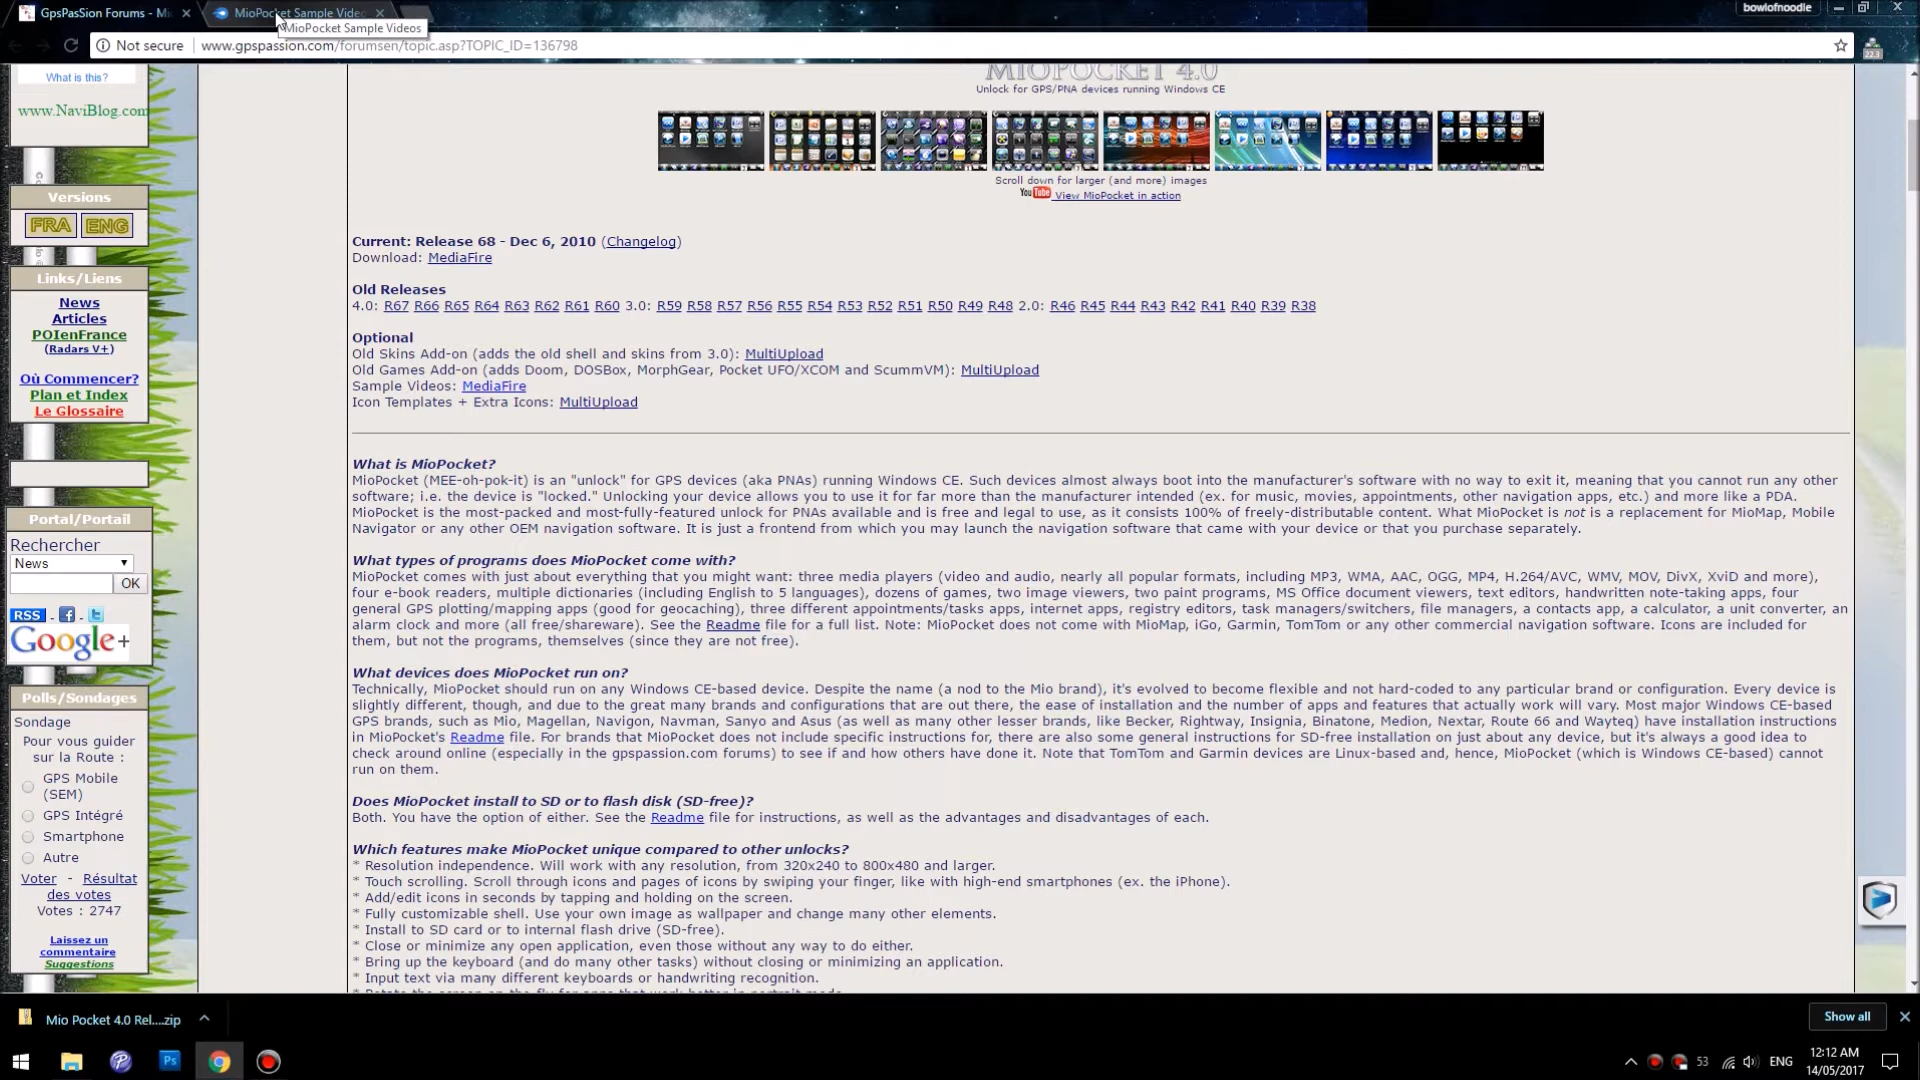 GpsPasSion Forums - Mi
MioPocket Sample Video
bowlofnoodle
MioPocket Sample Videos
Not secure
www.gpspassion.com/forumsen/topic.asp?TOPIC_ID=136798
What is this?
www.NaviBlog.com
Versions
FRA ENG
Links/Liens
News
Articles
POIenFrance
(Radars V+)
Où Commencer?
Plan et Index
Le Glossaire
Portal/Portail
Rechercher
News
OK
RSS - f -
Google+
Polls/Sondages
Sondage
Pour vous guider
sur la Route :
GPS Mobile
(SEM)
GPS Intégré
Smartphone
Autre
Voter - Résultat
des votes
Votes : 2747
Laissez un
commentaire
Suggestions
MIOPOCKET 4.0
Unlock for GPS/PNA devices running Windows CE
Scroll down for larger (and more) images
YouTube View MioPocket in action
Current: Release 68 - Dec 6, 2010 (Changelog)
Download: MediaFire
Old Releases
4.0: R67 R66 R65 R64 R63 R62 R61 R60 3.0: R59 R58 R57 R56 R55 R54 R53 R52 R51 R50 R49 R48 2.0: R46 R45 R44 R43 R42 R41 R40 R39 R38
Optional
Old Skins Add-on (adds the old shell and skins from 3.0): MultiUpload
Old Games Add-on (adds Doom, DOSBox, MorphGear, Pocket UFO/XCOM and ScummVM): MultiUpload
Sample Videos: MediaFire
Icon Templates + Extra Icons: MultiUpload
What is MioPocket?
MioPocket (MEE-oh-pok-it) is an "unlock" for GPS devices (aka PNAs) running Windows CE. Such devices almost always boot into the manufacturer's software with no way to exit it, meaning that you cannot run any other
software; i.e. the device is "locked." Unlocking your device allows you to use it for far more than the manufacturer intended (ex. for music, movies, appointments, other navigation apps, etc.) and more like a PDA.
MioPocket is the most-packed and most-fully-featured unlock for PNAs available and is free and legal to use, as it consists 100% of freely-distributable content. What MioPocket is not is a replacement for MioMap, Mobile
Navigator or any other OEM navigation software. It is just a frontend from which you may launch the navigation software that came with your device or that you purchase separately.
What types of programs does MioPocket come with?
MioPocket comes with just about everything that you might want: three media players (video and audio, nearly all popular formats, including MP3, WMA, AAC, OGG, MP4, H.264/AVC, WMV, MOV, DivX, XviD and more),
four e-book readers, multiple dictionaries (including English to 5 languages), dozens of games, two image viewers, two paint programs, MS Office document viewers, text editors, handwritten note-taking apps, four
general GPS plotting/mapping apps (good for geocaching), three different appointments/tasks apps, internet apps, registry editors, task managers/switchers, file managers, a contacts app, a calculator, a unit converter, an
alarm clock and more (all free/shareware). See the Readme file for a full list. Note: MioPocket does not come with MioMap, iGo, Garmin, TomTom or any other commercial navigation software. Icons are included for
them, but not the programs, themselves (since they are not free).
What devices does MioPocket run on?
Technically, MioPocket should run on any Windows CE-based device. Despite the name (a nod to the Mio brand), it's evolved to become flexible and not hard-coded to any particular brand or configuration. Every device is
slightly different, though, and due to the great many brands and configurations that are out there, the ease of installation and the number of apps and features that actually work will vary. Most major Windows CE-based
GPS brands, such as Mio, Magellan, Navigon, Navman, Sanyo and Asus (as well as many other lesser brands, like Becker, Rightway, Insignia, Binatone, Medion, Nextar, Route 66 and Wayteq) have installation instructions
in MioPocket's Readme file. For brands that MioPocket does not include specific instructions for, there are also some general instructions for SD-free installation on just about any device, but it's always a good idea to
check around online (especially in the gpspassion.com forums) to see if and how others have done it. Note that TomTom and Garmin devices are Linux-based and, hence, MioPocket (which is Windows CE-based) cannot
run on them.
Does MioPocket install to SD or to flash disk (SD-free)?
Both. You have the option of either. See the Readme file for instructions, as well as the advantages and disadvantages of each.
Which features make MioPocket unique compared to other unlocks?
* Resolution independence. Will work with any resolution, from 320x240 to 800x480 and larger.
* Touch scrolling. Scroll through icons and pages of icons by swiping your finger, like with high-end smartphones (ex. the iPhone).
* Add/edit icons in seconds by tapping and holding on the screen.
* Fully customizable shell. Use your own image as wallpaper and change many other elements.
* Install to SD card or to internal flash drive (SD-free).
* Close or minimize any open application, even those without any way to do either.
* Bring up the keyboard (and do many other tasks) without closing or minimizing an application.
* Input text via many different keyboards or handwriting recognition.
Mio Pocket 4.0 Rel....zip
Show all
Ps
53
ENG
12:12 AM
14/05/2017